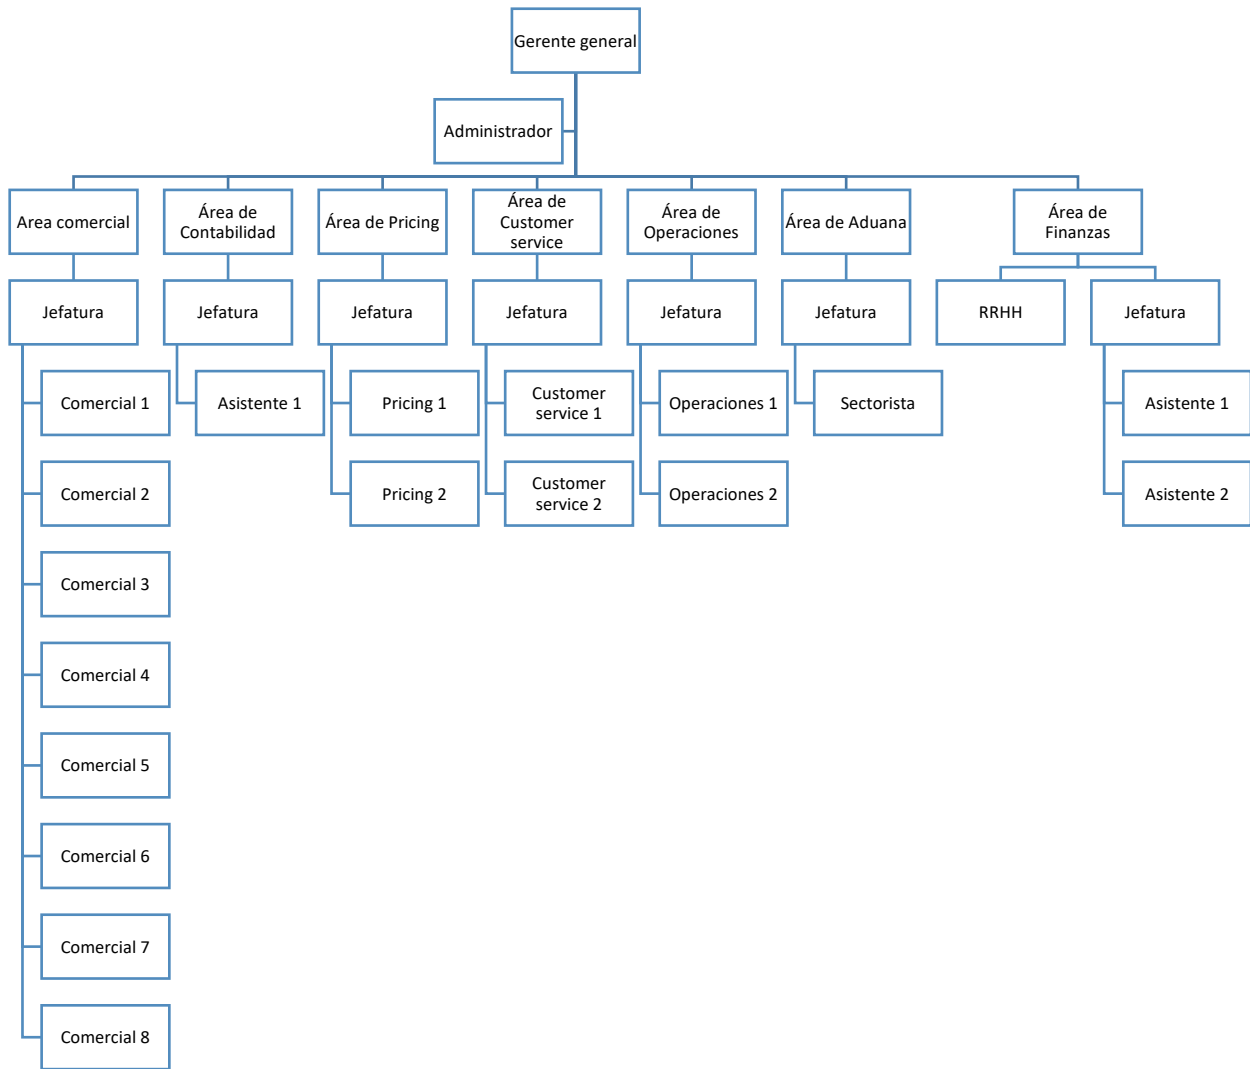 Gerente general
Administrador
Area comercial
Área de
Contabilidad
Área de Pricing
Área de
Customer
service
Área de
Operaciones
Área de Aduana
Área de
Finanzas
Jefatura
Jefatura
Jefatura
Jefatura
Jefatura
Jefatura
RRHH
Jefatura
Comercial 1
Asistente 1
Pricing 1
Customer
service 1
Operaciones 1
Sectorista
Asistente 1
Comercial 2
Pricing 2
Customer
service 2
Operaciones 2
Asistente 2
Comercial 3
Comercial 4
Comercial 5
Comercial 6
Comercial 7
Comercial 8